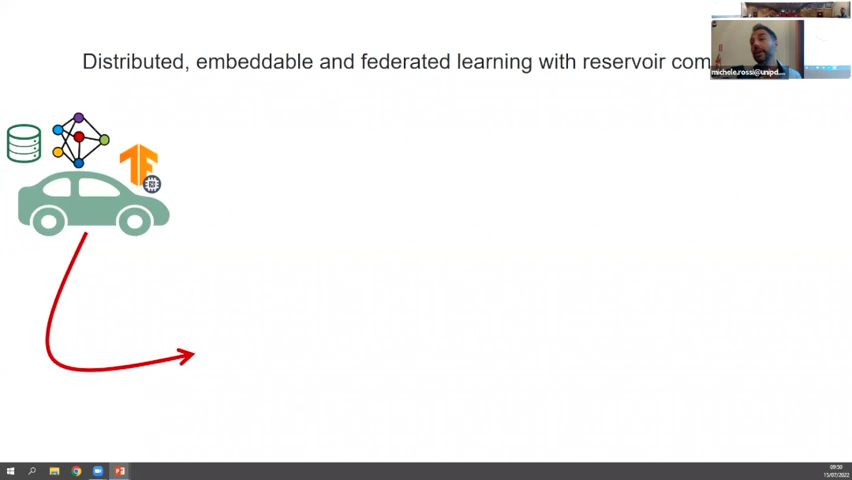 Distributed, embeddable and federated learning with reservoir com
michele.rossi@unipd....
09:50
15/07/2022